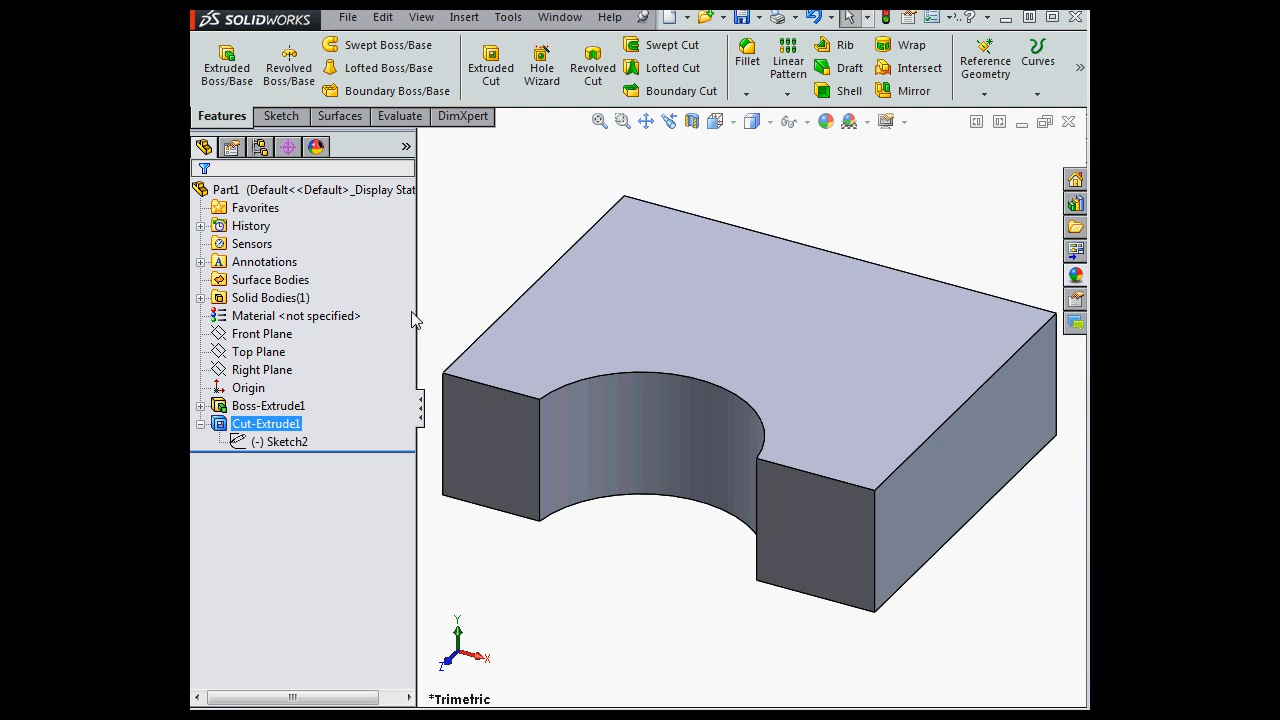 SOLIDWORKS File Edit View Insert Tools Window Help
Extruded Boss/Base
Revolved Boss/Base
Swept Boss/Base
Lofted Boss/Base
Boundary Boss/Base
Extruded Cut
Hole Wizard
Revolved Cut
Swept Cut
Lofted Cut
Boundary Cut
Fillet
Linear Pattern
Rib
Draft
Shell
Wrap
Intersect
Mirror
Reference Geometry
Curves
Features Sketch Surfaces Evaluate DimXpert
Part1 (Default<<Default>_Display Stat
Favorites
History
Sensors
Annotations
Surface Bodies
Solid Bodies(1)
Material <not specified>
Front Plane
Top Plane
Right Plane
Origin
Boss-Extrude1
Cut-Extrude1
(-) Sketch2
Y
X
Z
*Trimetric